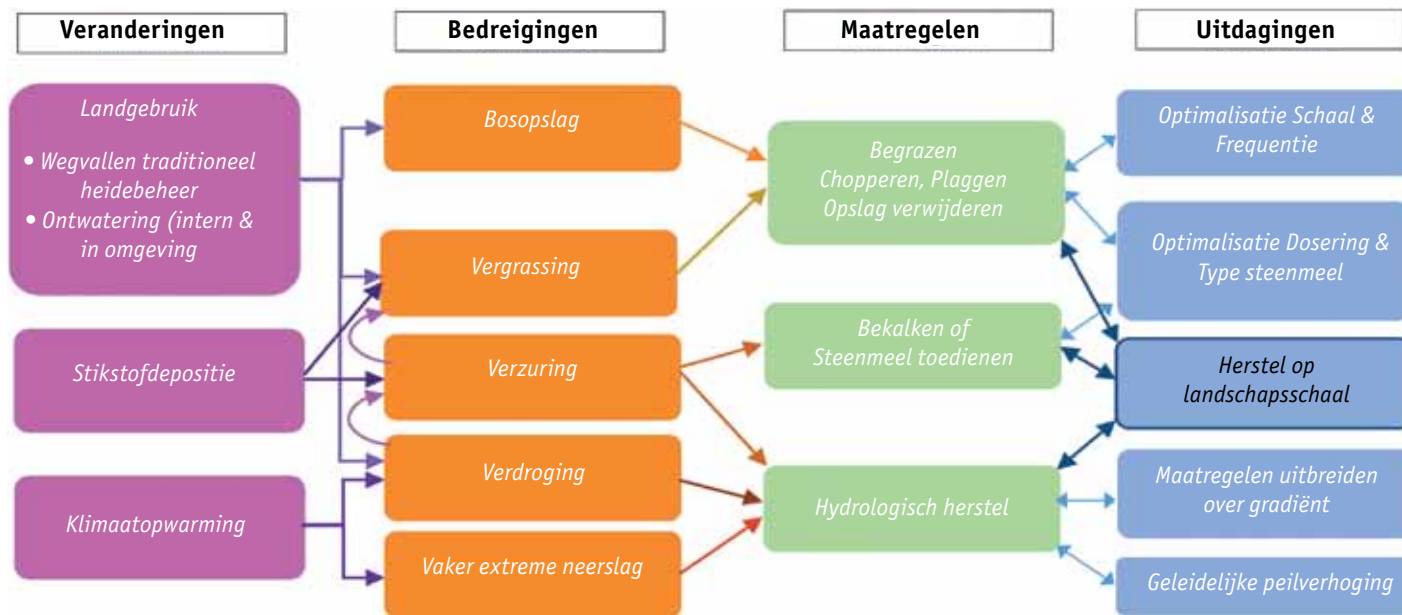 Veranderingen
Bedreigingen
Maatregelen
Uitdagingen
Landgebruik
• Wegvallen traditioneel
heidebeheer
• Ontwatering (intern &
in omgeving
Stikstofdepositie
Klimaatopwarming
Bosopslag
Vergrassing
Verzuring
Verdroging
Vaker extreme neerslag
Begrazen
Chopperen, Plaggen
Opslag verwijderen
Bekalken of
Steenmeel toedienen
Hydrologisch herstel
Optimalisatie Schaal &
Frequentie
Optimalisatie Dosering &
Type steenmeel
Herstel op
landschapsschaal
Maatregelen uitbreiden
over gradiënt
Geleidelijke peilverhoging